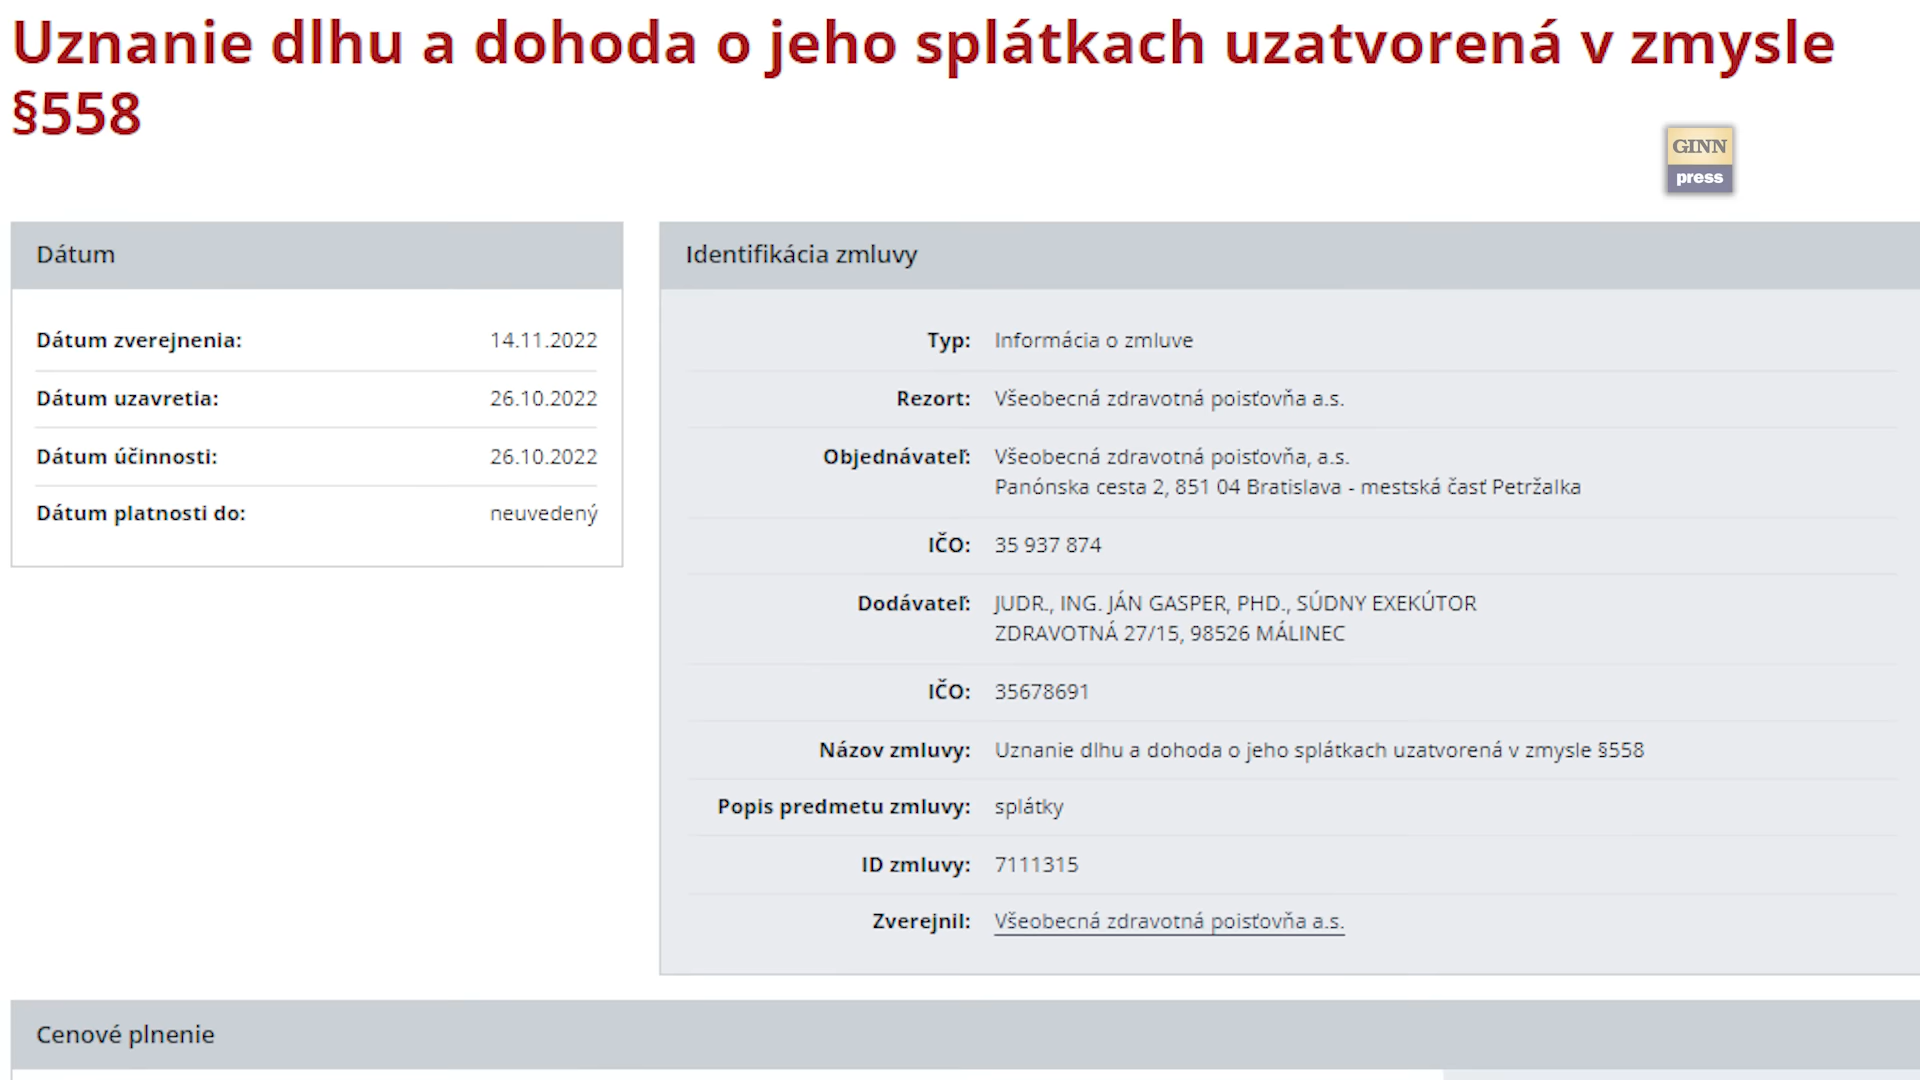 Uznanie dlhu a dohoda o jeho splátkach uzatvorená v zmysle
§558
GINN
press
Dátum
Dátum zverejnenia: 14.11.2022
Dátum uzavretia: 26.10.2022
Dátum účinnosti: 26.10.2022
Dátum platnosti do: neuvedený
Identifikácia zmluvy
Typ: Informácia o zmluve
Rezort: Všeobecná zdravotná poisťovňa a.s.
Objednávateľ: Všeobecná zdravotná poisťovňa, a.s.
Panónska cesta 2, 851 04 Bratislava - mestská časť Petržalka
IČO: 35 937 874
Dodávateľ: JUDR., ING. JÁN GASPER, PHD., SÚDNY EXEKÚTOR
ZDRAVOTNÁ 27/15, 98526 MÁLINEC
IČO: 35678691
Názov zmluvy: Uznanie dlhu a dohoda o jeho splátkach uzatvorená v zmysle §558
Popis predmetu zmluvy: splátky
ID zmluvy: 7111315
Zverejnil: Všeobecná zdravotná poisťovňa a.s.
Cenové plnenie